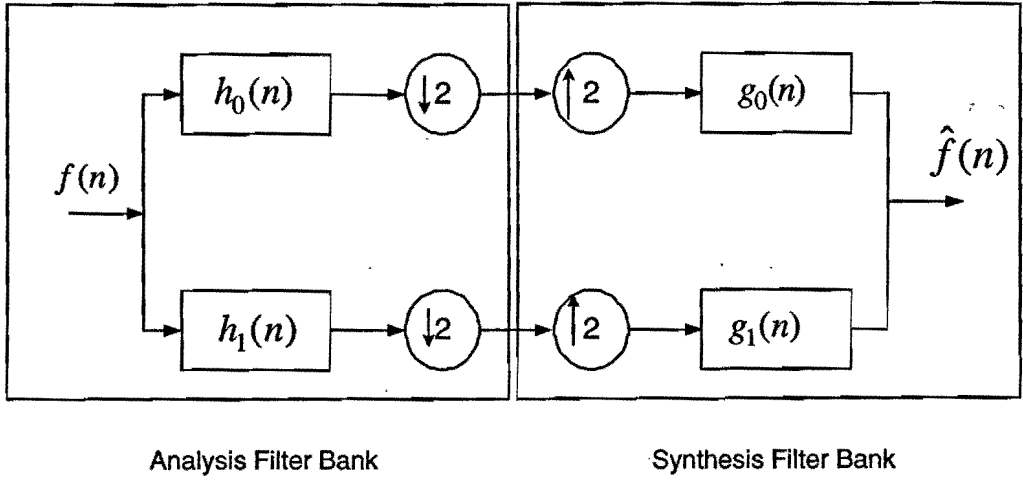 h₀(n)
↓2
↑2
g₀(n)
f(n)
f̂(n)
h₁(n)
↓2
↑2
g₁(n)
Analysis Filter Bank
Synthesis Filter Bank